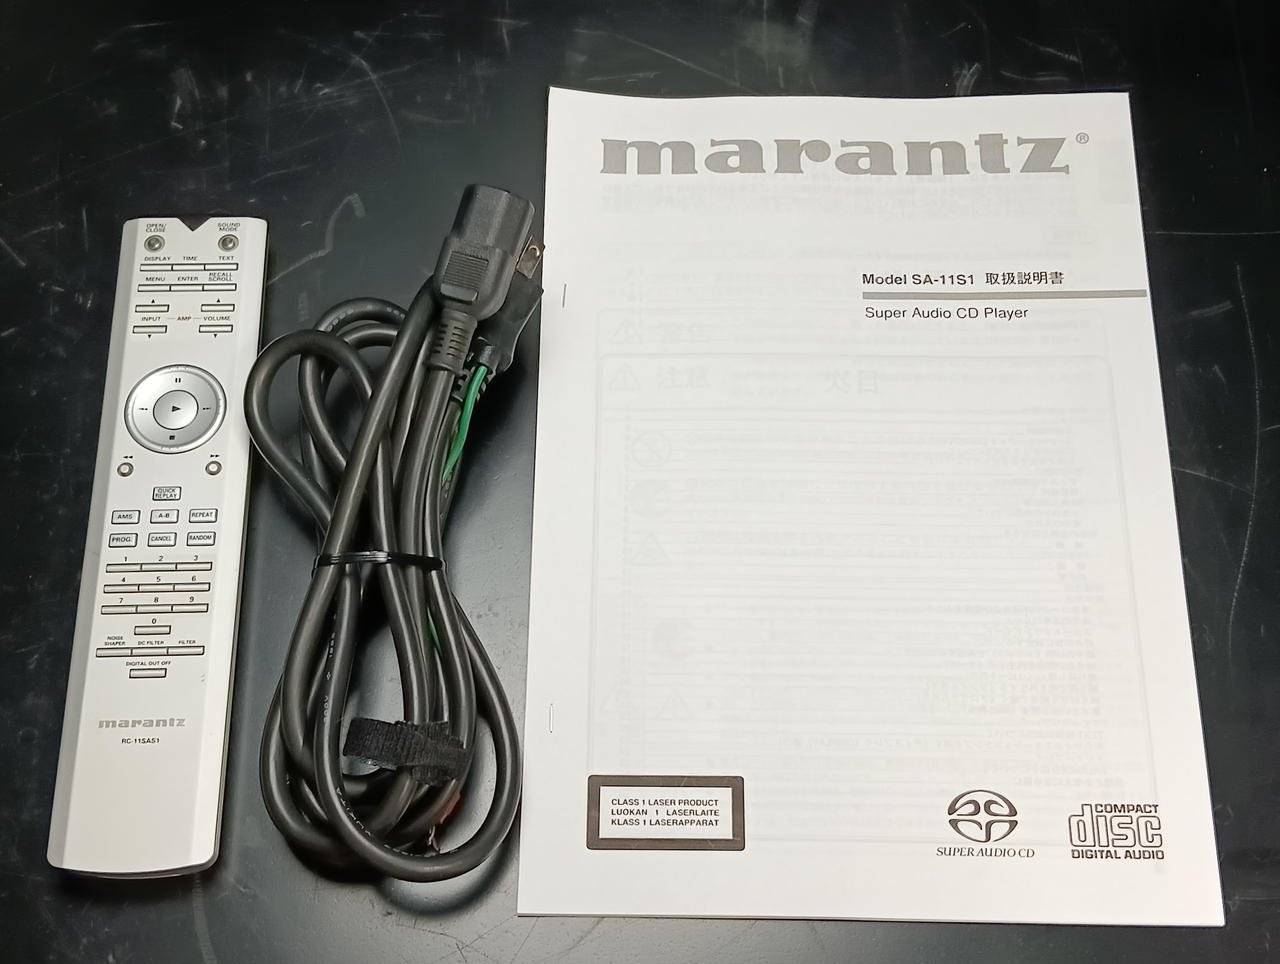 OPEN/
CLOSE
SOUND
MODE
DISPLAY TIME TEXT
MENU ENTER RECALL
SCROLL
INPUT AMP VOLUME
QUICK
REPLAY
AMS A-B REPEAT
PROG. CANCEL RANDOM
1 2 3
4 5 6
7 8 9
0
NOISE
SHAPER DC FILTER FILTER
DIGITAL OUT OFF
marantz
RC-11SAS1
marantz®
Model SA-11S1 取扱説明書
Super Audio CD Player
CLASS 1 LASER PRODUCT
LUOKAN 1 LASERLAITE
KLASS 1 LASERAPPARAT
SUPER AUDIO CD
COMPACT
disc
DIGITAL AUDIO